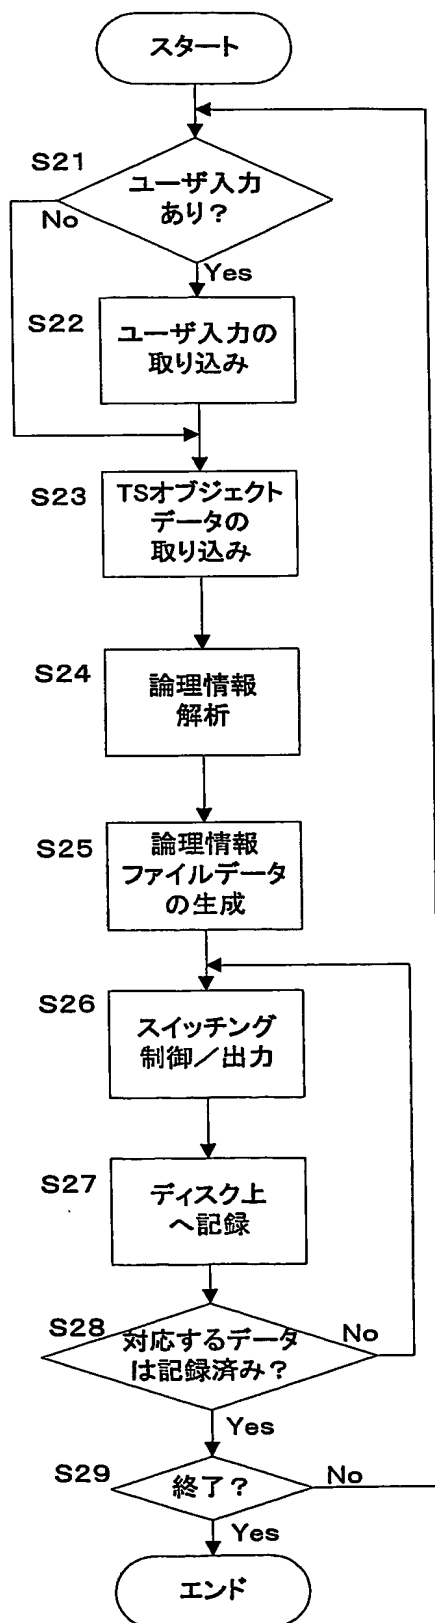 スタート
S21
ユーザ入力
あり？
No
Yes
S22
ユーザ入力の
取り込み
S23
TSオブジェクト
データの
取り込み
S24
論理情報
解析
S25
論理情報
ファイルデータ
の生成
S26
スイッチング
制御／出力
S27
ディスク上
へ記録
S28
対応するデータ
は記録済み？
No
Yes
S29
終了？
No
Yes
エンド